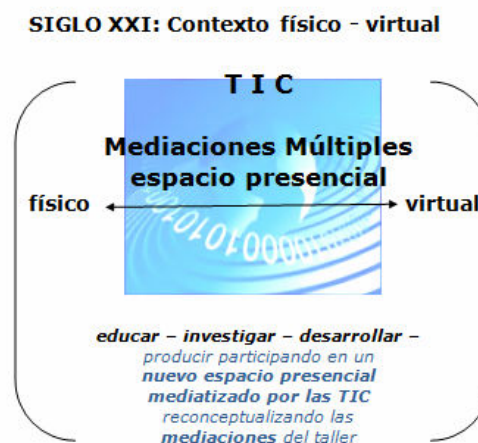 SIGLO XXI: Contexto físico - virtual
T I C
Mediaciones Múltiples
espacio presencial
físico
virtual
0101000010100
educar – investigar – desarrollar –
producir participando en un
nuevo espacio presencial
mediatizado por las TIC
reconceptualizando las
mediaciones del taller